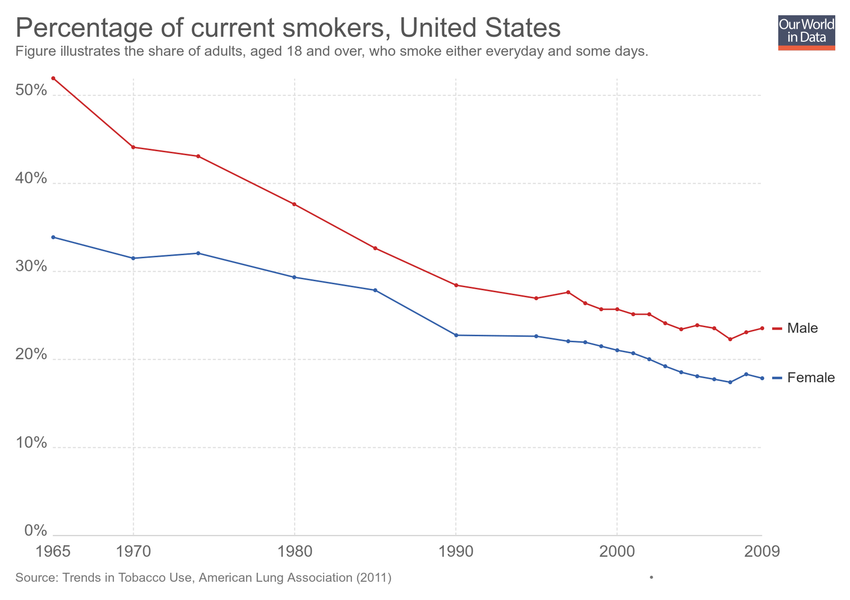 Percentage of current smokers, United States
Figure illustrates the share of adults, aged 18 and over, who smoke either everyday and some days.
Our World
in Data
50%
40%
30%
20%
10%
0%
Male
Female
1965 1970 1980 1990 2000 2009
Source: Trends in Tobacco Use, American Lung Association (2011)